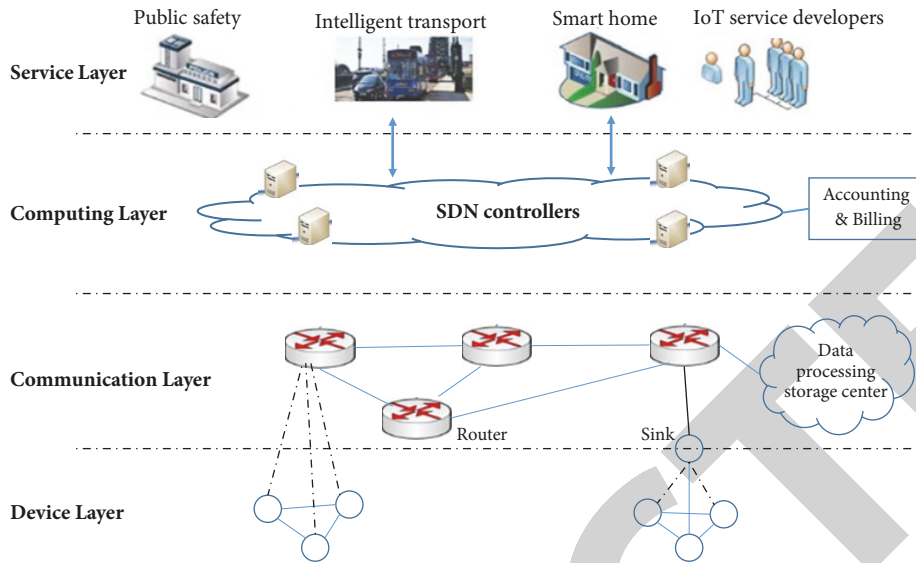 Public safety
Intelligent transport
Smart home
IoT service developers
Service Layer
Computing Layer
SDN controllers
Accounting
& Billing
Communication Layer
Data
processing
storage center
Router
Sink
Device Layer